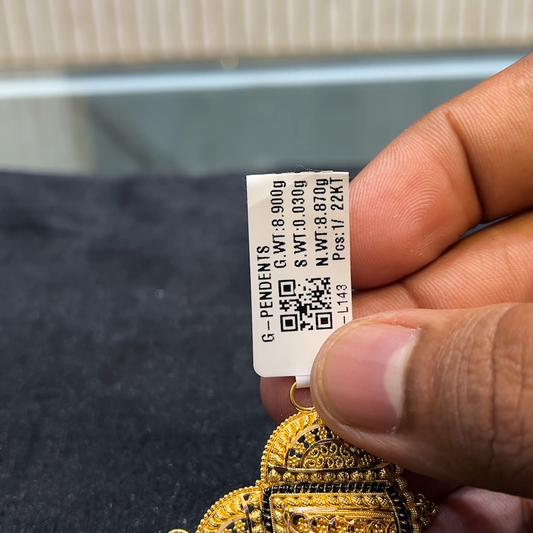 G-PENDENTS
G.WT:8.900g
S.WT:0.030g
N.WT:8.870g
Pcs:1/ 22KT
-L143